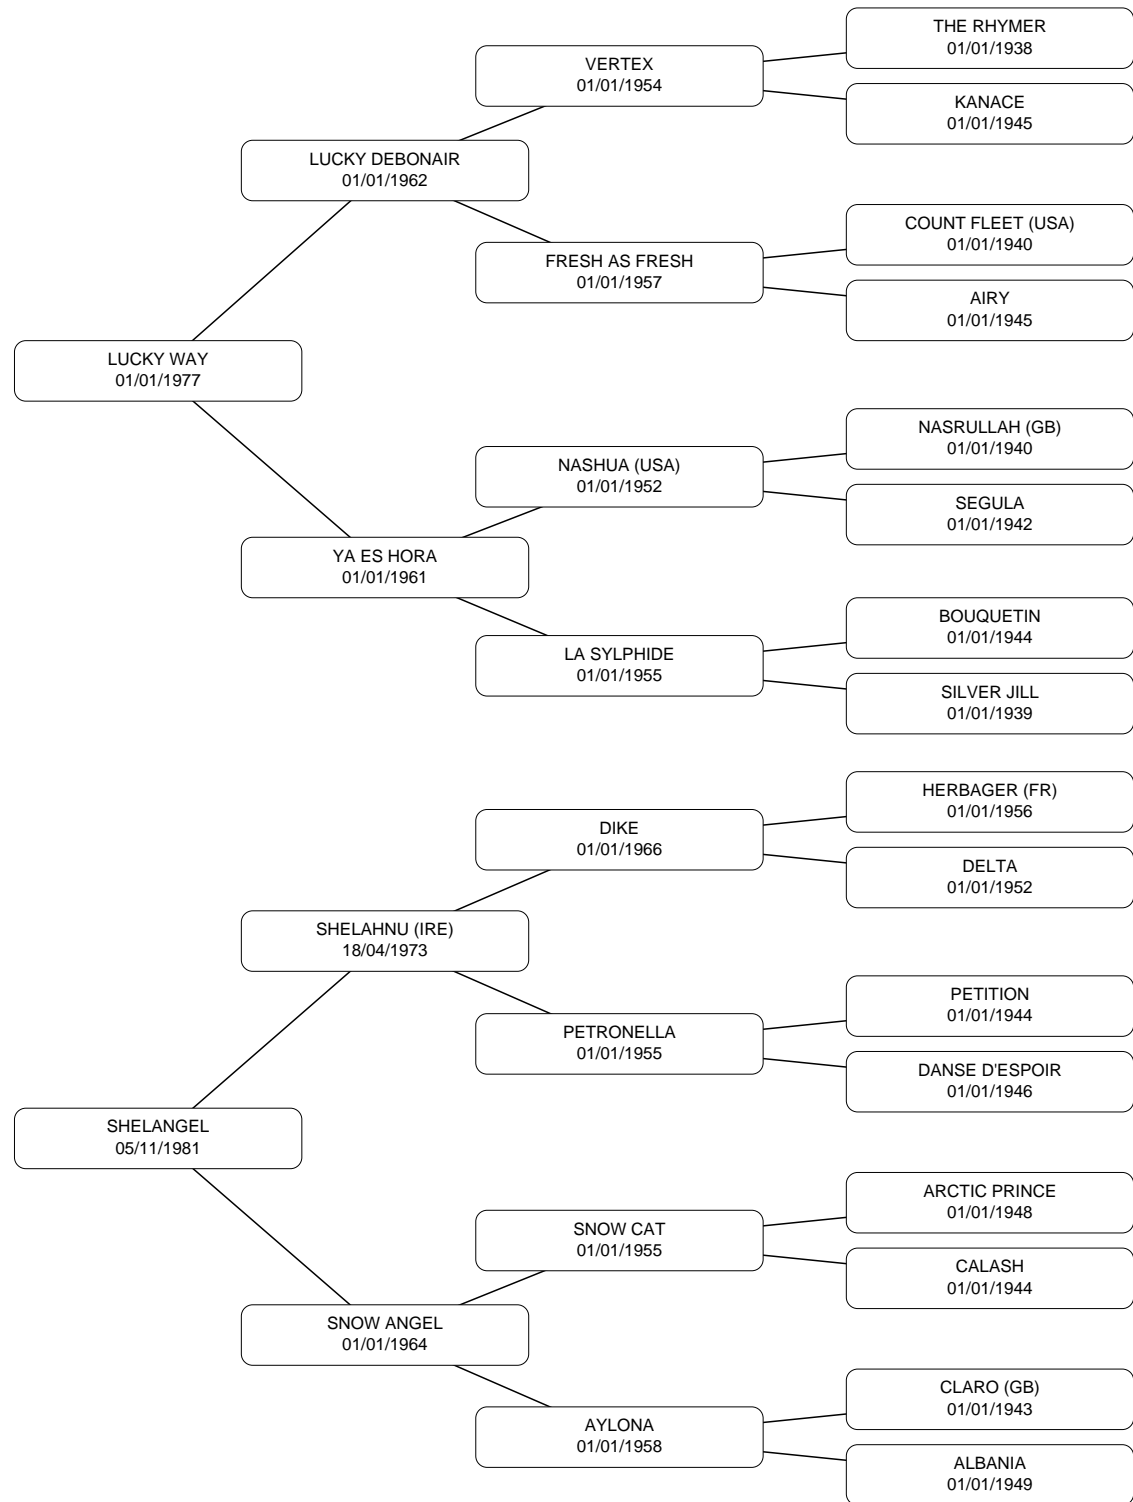 THE RHYMER
01/01/1938
VERTEX
01/01/1954
KANACE
01/01/1945
LUCKY DEBONAIR
01/01/1962
COUNT FLEET (USA)
01/01/1940
FRESH AS FRESH
01/01/1957
AIRY
01/01/1945
LUCKY WAY
01/01/1977
NASRULLAH (GB)
01/01/1940
NASHUA (USA)
01/01/1952
SEGULA
01/01/1942
YA ES HORA
01/01/1961
BOUQUETIN
01/01/1944
LA SYLPHIDE
01/01/1955
SILVER JILL
01/01/1939
HERBAGER (FR)
01/01/1956
DIKE
01/01/1966
DELTA
01/01/1952
SHELAHNU (IRE)
18/04/1973
PETITION
01/01/1944
PETRONELLA
01/01/1955
DANSE D'ESPOIR
01/01/1946
SHELANGEL
05/11/1981
ARCTIC PRINCE
01/01/1948
SNOW CAT
01/01/1955
CALASH
01/01/1944
SNOW ANGEL
01/01/1964
CLARO (GB)
01/01/1943
AYLONA
01/01/1958
ALBANIA
01/01/1949